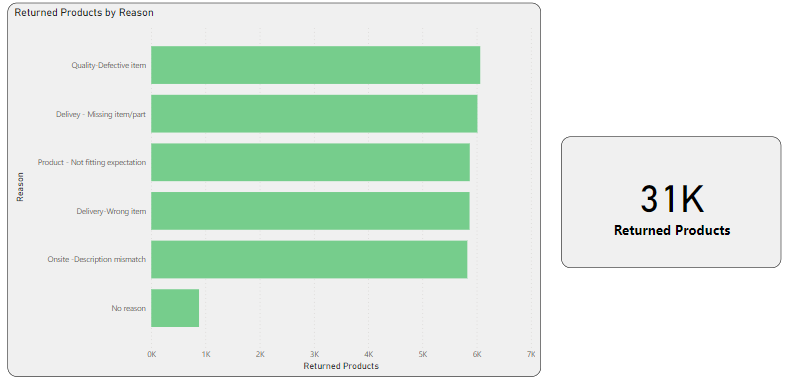 Returned Products by Reason
Reason
Quality-Defective item
Delivey - Missing item/part
Product - Not fitting expectation
Delivery-Wrong item
Onsite -Description mismatch
No reason
0K 1K 2K 3K 4K 5K 6K 7K
Returned Products
31K
Returned Products